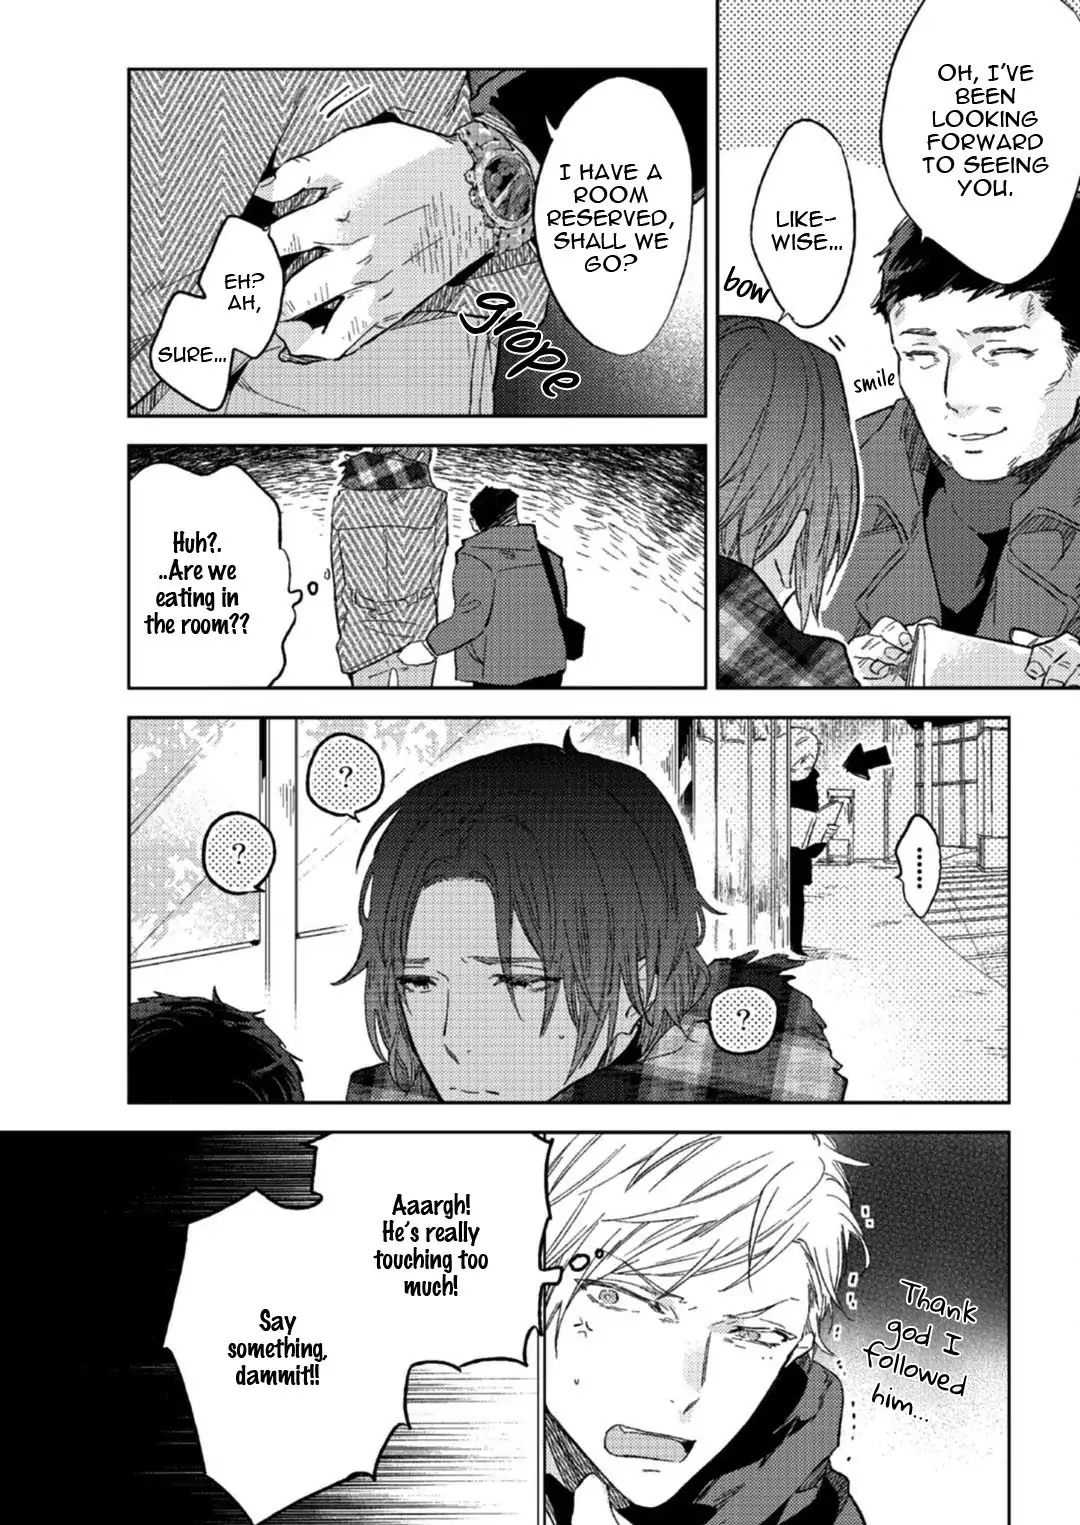 OH, I'VE
BEEN
LOOKING
FORWARD
TO SEEING
YOU.
LIKE-
WISE...
bow
smile
I HAVE A
ROOM
RESERVED,
SHALL WE
GO?
grope
EH?
AH,
SURE...
Huh?.
..Are we
eating in
the room??
.......
?
?
?
Aaargh!
He's really
touching too
much!
Say
something,
dammit!!
Thank
god I
followed
him...